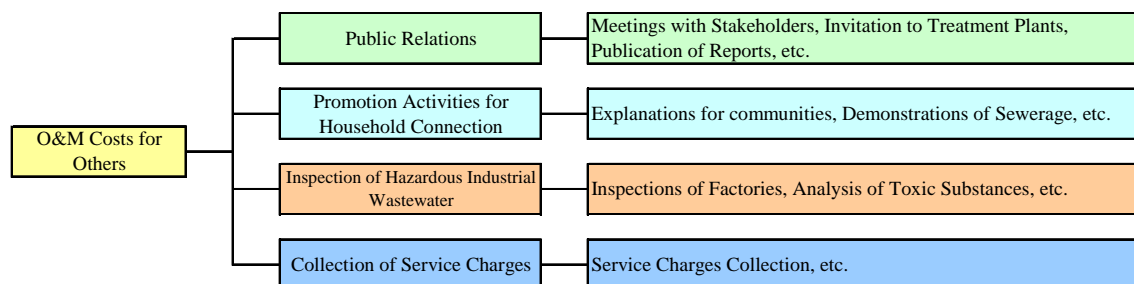 O&M Costs for
Others
Public Relations
Meetings with Stakeholders, Invitation to Treatment Plants,
Publication of Reports, etc.
Promotion Activities for
Household Connection
Explanations for communities, Demonstrations of Sewerage, etc.
Inspection of Hazardous Industrial
Wastewater
Inspections of Factories, Analysis of Toxic Substances, etc.
Collection of Service Charges
Service Charges Collection, etc.